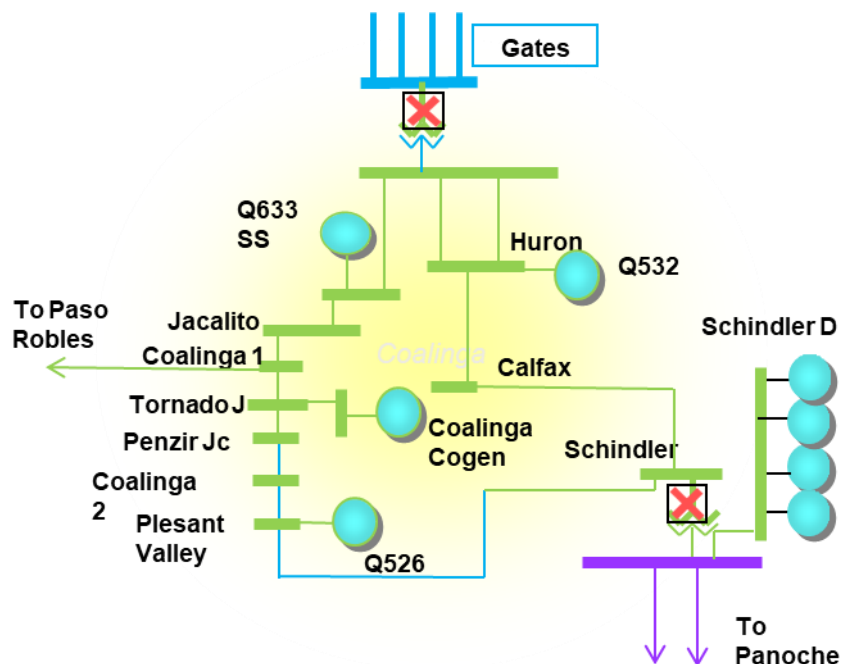 Gates
Q633
SS
Huron
Q532
To Paso
Robles
Jacalito
Schindler D
Coalinga 1
Coalinga
Calfax
Tornado J
Coalinga
Cogen
Penzir Jc
Schindler
Coalinga
2
Plesant
Valley
Q526
To
Panoche